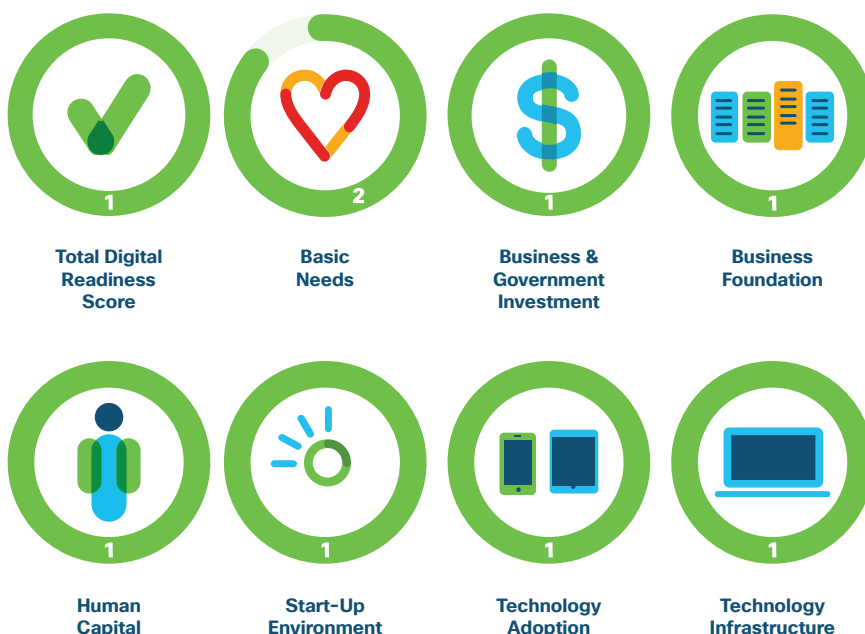 1
2
1
1
Total Digital
Readiness
Score
Basic
Needs
Business &
Government
Investment
Business
Foundation
1
1
1
1
Human
Capital
Start-Up
Environment
Technology
Adoption
Technology
Infrastructure